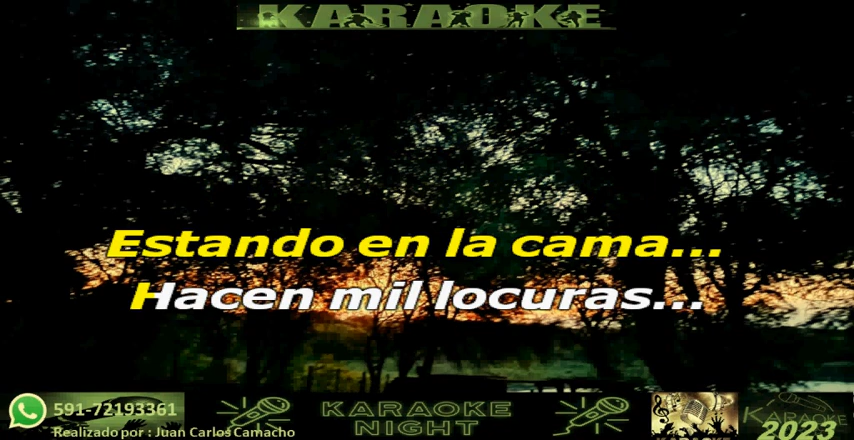 KARAOKE
Estando en la cama...
Hacen mil locuras...
591-72193361
Realizado por : Juan Carlos Camacho
KARAOKE
NIGHT
KARAOKE
KARAOKE
2023